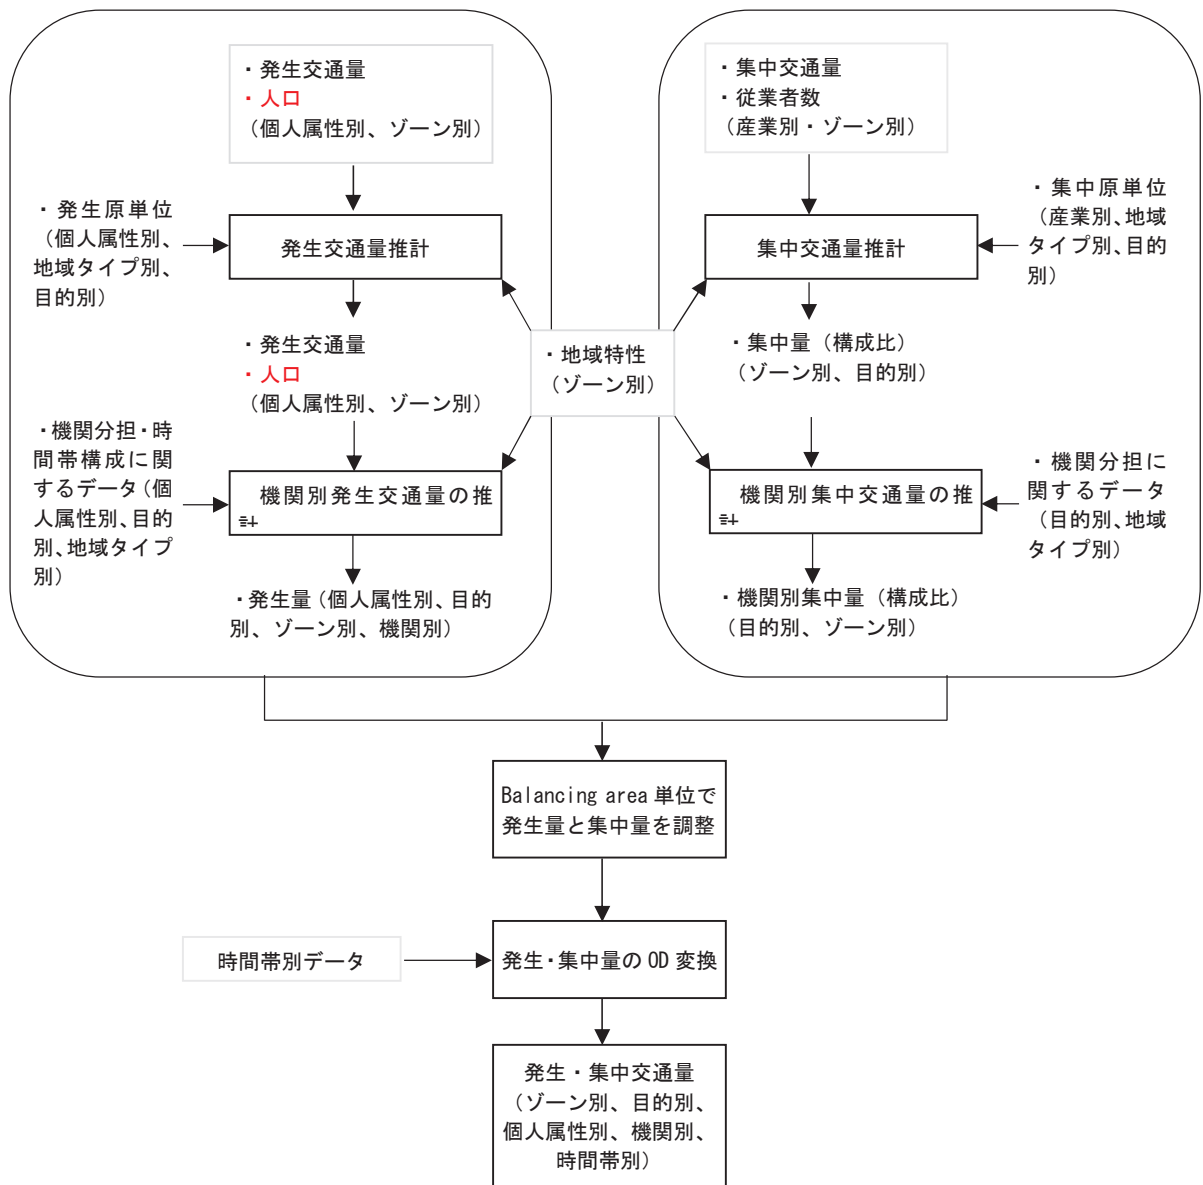 ・発生交通量
・人口
（個人属性別、ゾーン別）
・発生原単位
（個人属性別、
地域タイプ別、
目的別）
発生交通量推計
・発生交通量
・人口
（個人属性別、ゾーン別）
・機関分担・時
間帯構成に関
するデータ（個
人属性別、目的
別、地域タイプ
別）
機関別発生交通量の推
・発生量（個人属性別、目的
別、ゾーン別、機関別）
・地域特性
（ゾーン別）
・集中交通量
・従業者数
（産業別・ゾーン別）
・集中原単位
（産業別、地域
タイプ別、目的
別）
集中交通量推計
・集中量（構成比）
（ゾーン別、目的別）
・機関分担に
関するデータ
（目的別、地域
タイプ別）
機関別集中交通量の推
・機関別集中量（構成比）
（目的別、ゾーン別）
Balancing area 単位で
発生量と集中量を調整
時間帯別データ
発生・集中量の OD 変換
発生・集中交通量
（ゾーン別、目的別、
個人属性別、機関別、
時間帯別）